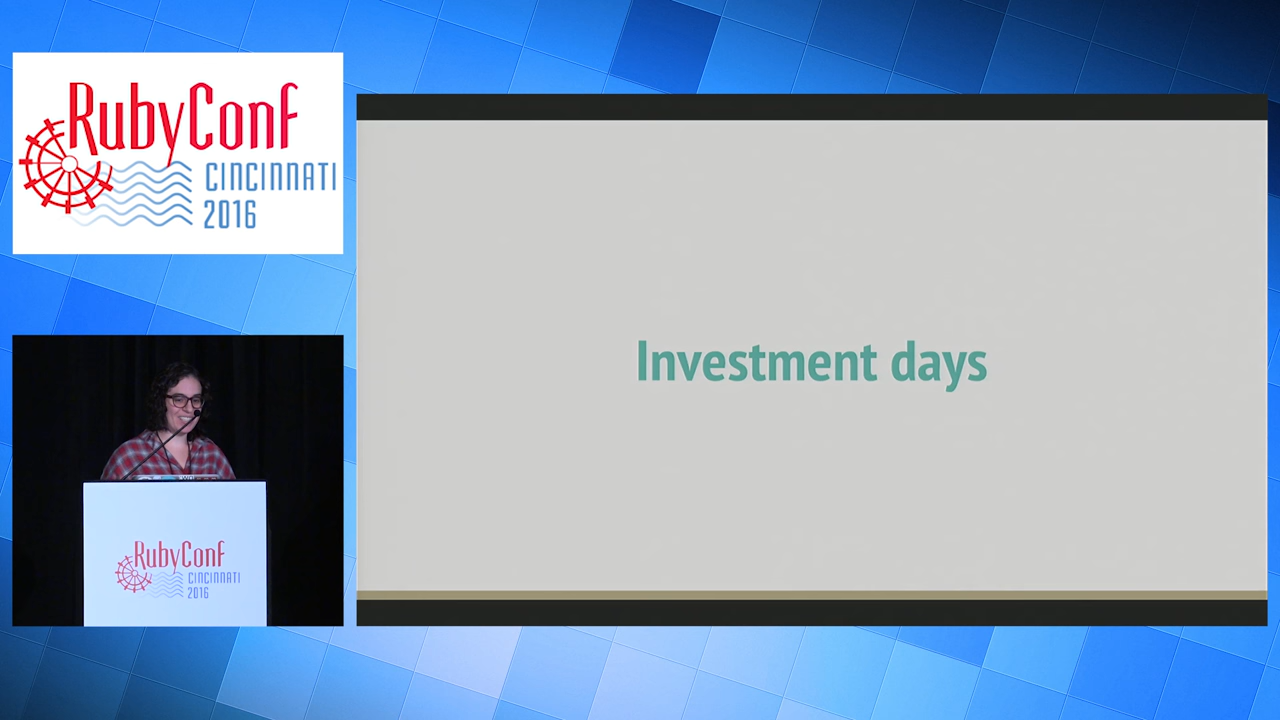 RubyConf
CINCINNATI
2016
Investment days
RubyConf
CINCINNATI
2016